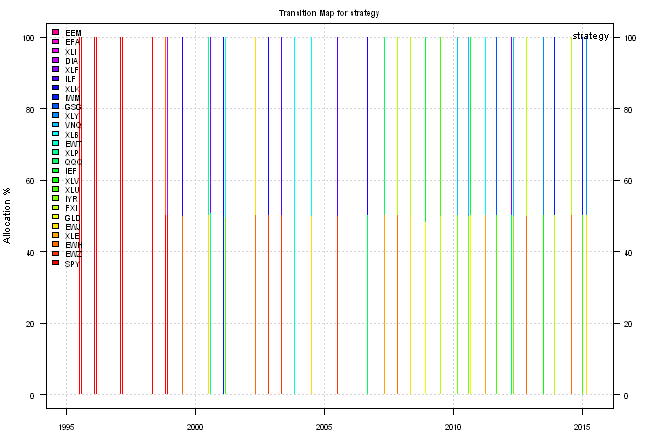 Transition Map for strategy
strategy
EEM
EFA
XLI
DIA
XLF
ILF
XLK
IWM
GSG
XLY
VNQ
XLB
EWT
XLP
QQQ
IEF
XLV
XLU
IYR
FXI
GLD
EWJ
XLE
EWH
EWZ
SPY
Allocation %
100
80
60
40
20
0
100
80
60
40
20
0
1995
2000
2005
2010
2015